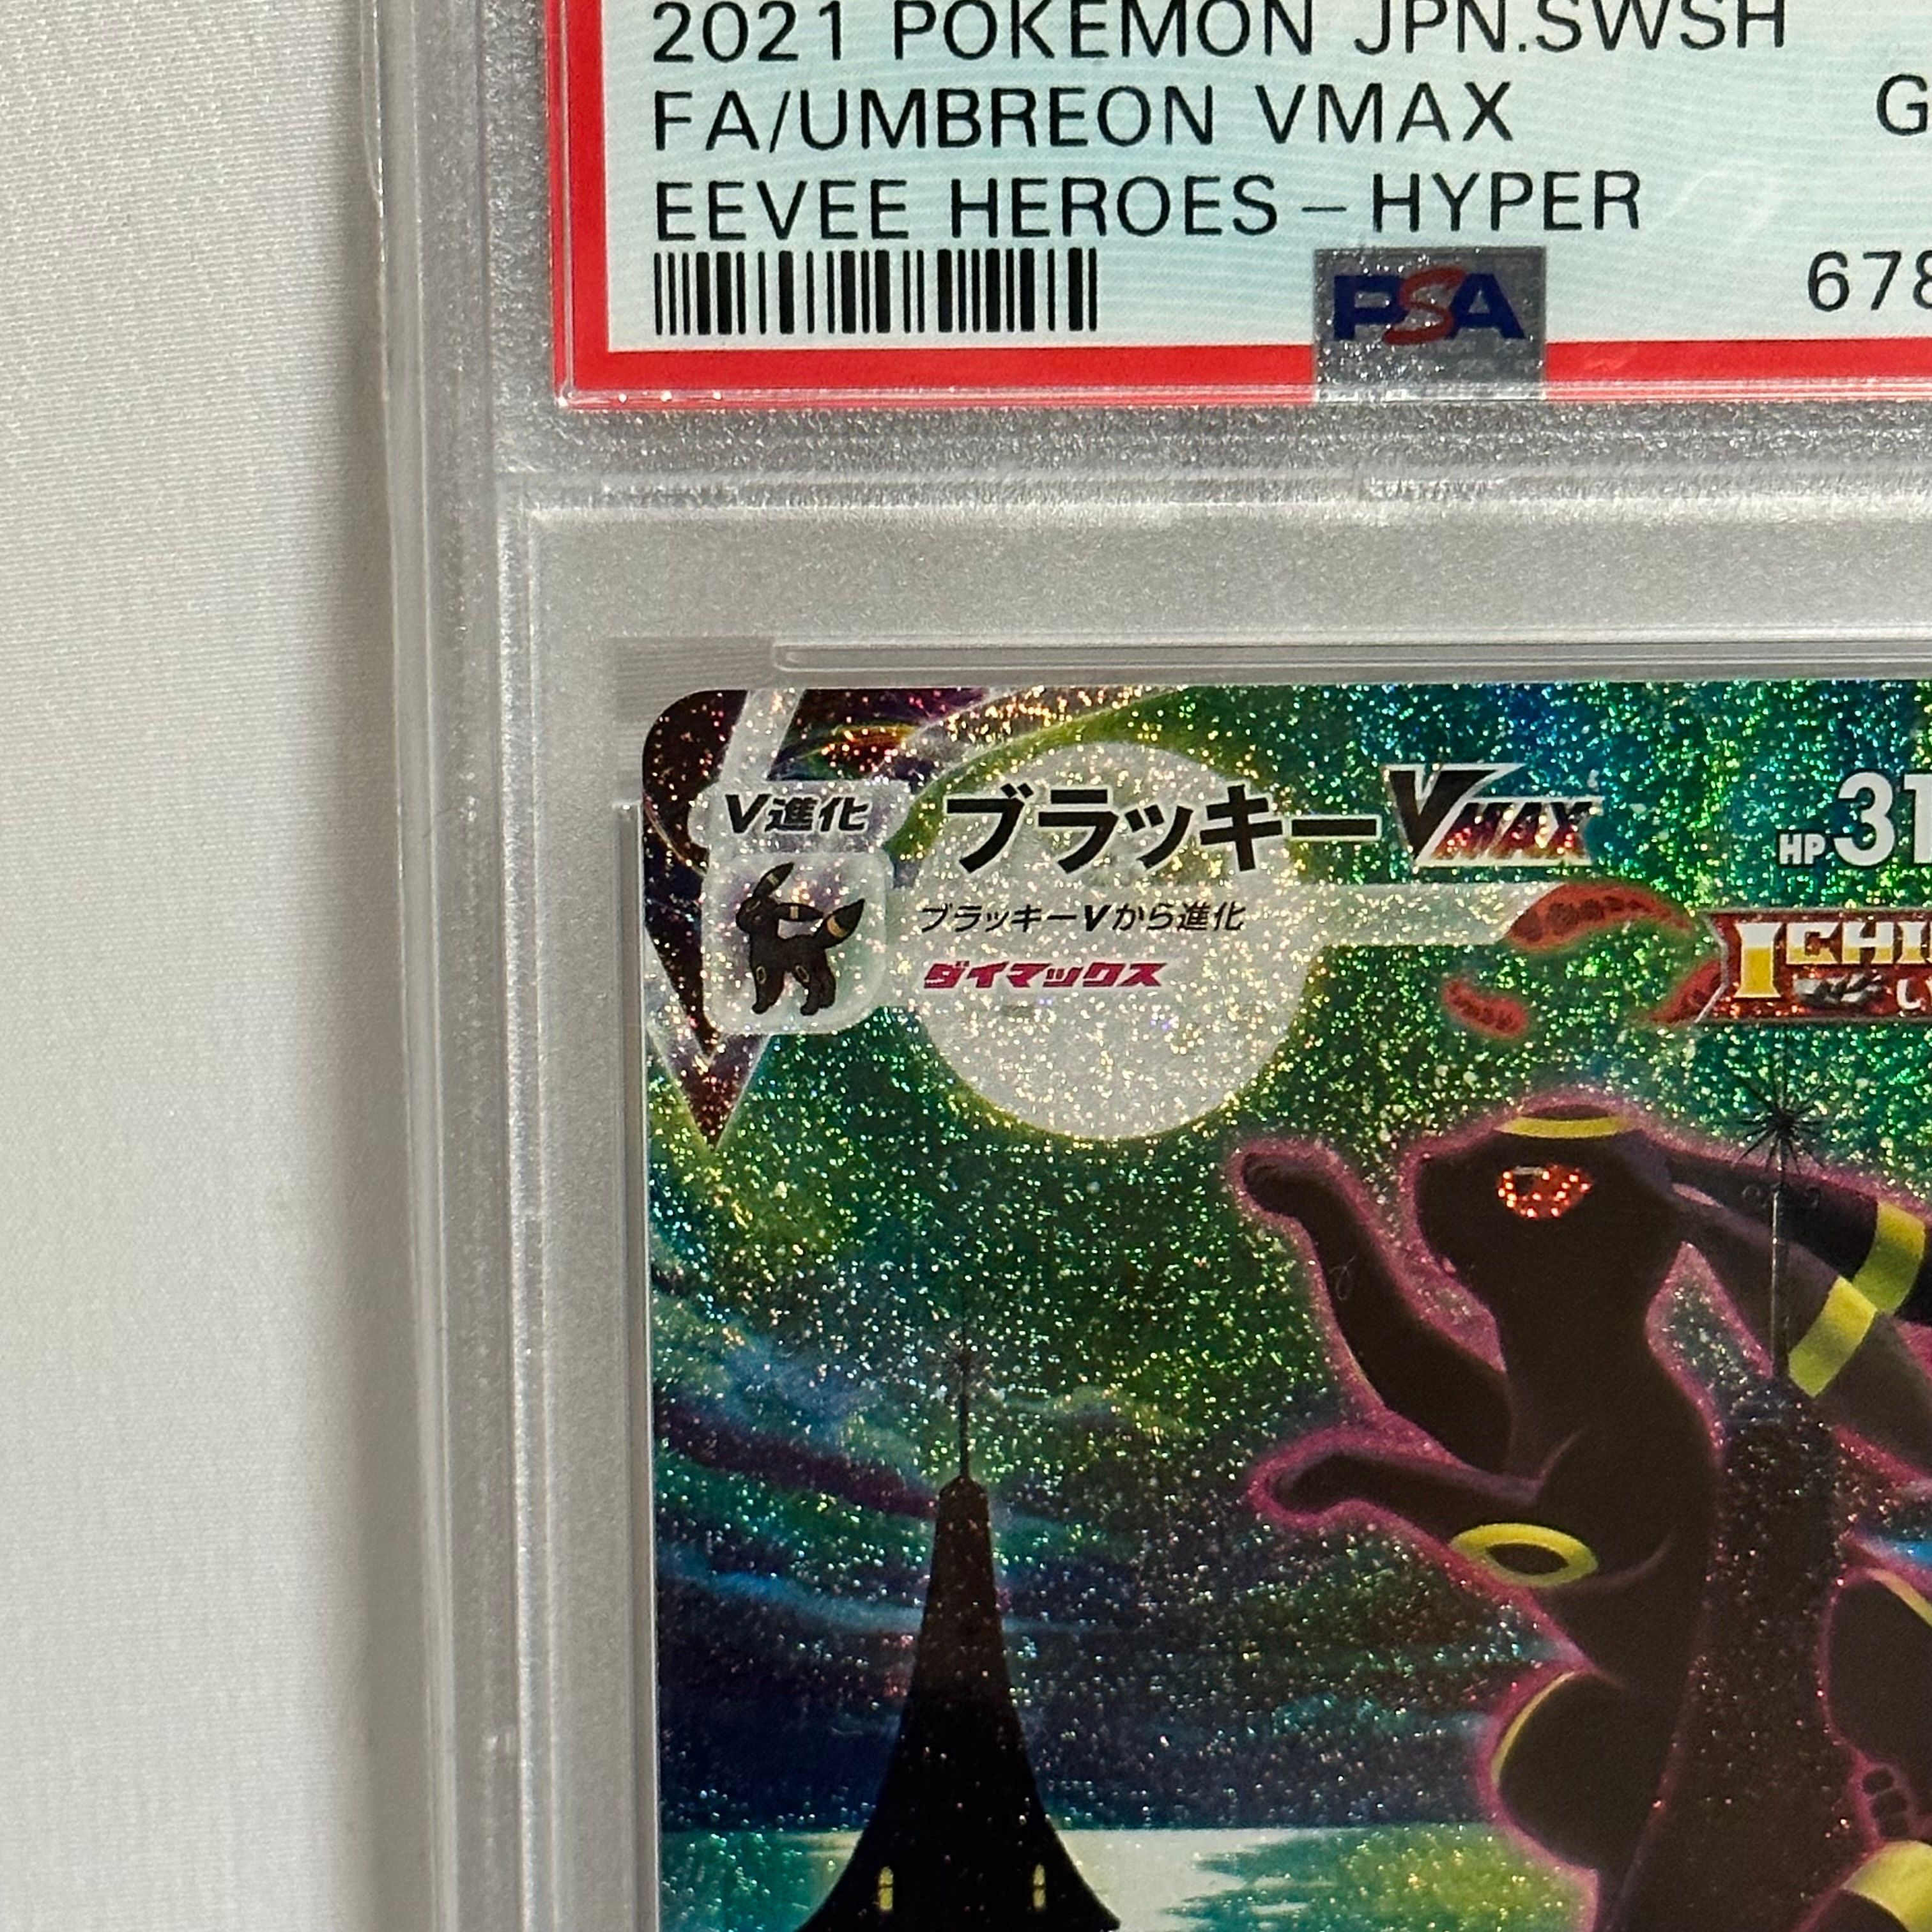 2021 POKEMON JPN.SWSH
FA/UMBREON VMAX
EEVEE HEROES – HYPER
PSA
V進化
ブラッキーVMAX
HP
ブラッキーVから進化
ダイマックス